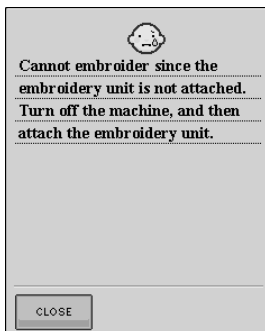 Cannot embroider since the
embroidery unit is not attached.
Turn off the machine, and then
attach the embroidery unit.
CLOSE